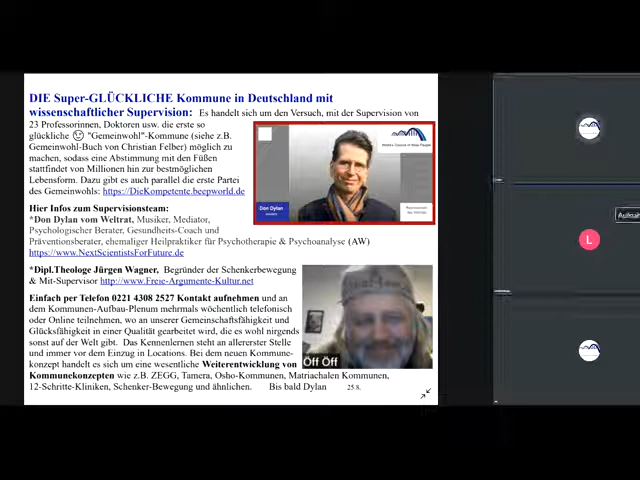 DIE Super-GLÜCKLICHE Kommune in Deutschland mit
wissenschaftlicher Supervision: Es handelt sich um den Versuch, mit der Supervision von
23 Professorinnen, Doktoren usw. die erste so
glückliche 😉 "Gemeinwohl"-Kommune (siehe z.B.
Gemeinwohl-Buch von Christian Felber) möglich zu
machen, sodass eine Abstimmung mit den Füßen
stattfindet von Millionen hin zur bestmöglichen
Lebensform. Dazu gibt es auch parallel die erste Partei
des Gemeinwohls: https://DieKompetente.beepworld.de
Don Dylan
Hier Infos zum Supervisionsteam:
*Don Dylan vom Weltrat, Musiker, Mediator,
Psychologischer Berater, Gesundheits-Coach und
Präventionsberater, ehemaliger Heilpraktiker für Psychotherapie & Psychoanalyse (AW)
https://www.NextScientistsForFuture.de
*Dipl.Theologe Jürgen Wagner, Begründer der Schenkerbewegung
& Mit-Supervisor http://www.Freie-Argumente-Kultur.net
Einfach per Telefon 0221 4308 2527 Kontakt aufnehmen und an
dem Kommunen-Aufbau-Plenum mehrmals wöchentlich telefonisch
oder Online teilnehmen, wo an unserer Gemeinschaftsfähigkeit und
Glücksfähigkeit in einer Qualität gearbeitet wird, die es wohl nirgends
sonst auf der Welt gibt. Das Kennenlernen steht an allererster Stelle
und immer vor dem Einzug in Locations. Bei dem neuen Kommune-
konzept handelt es sich um eine wesentliche Weiterentwicklung von
Kommunekonzepten wie z.B. ZEGG, Tamera, Osho-Kommunen, Matriachalen Kommunen,
12-Schritte-Kliniken, Schenker-Bewegung und ähnlichen. Bis bald Dylan 25 8.
Öff Öff
L